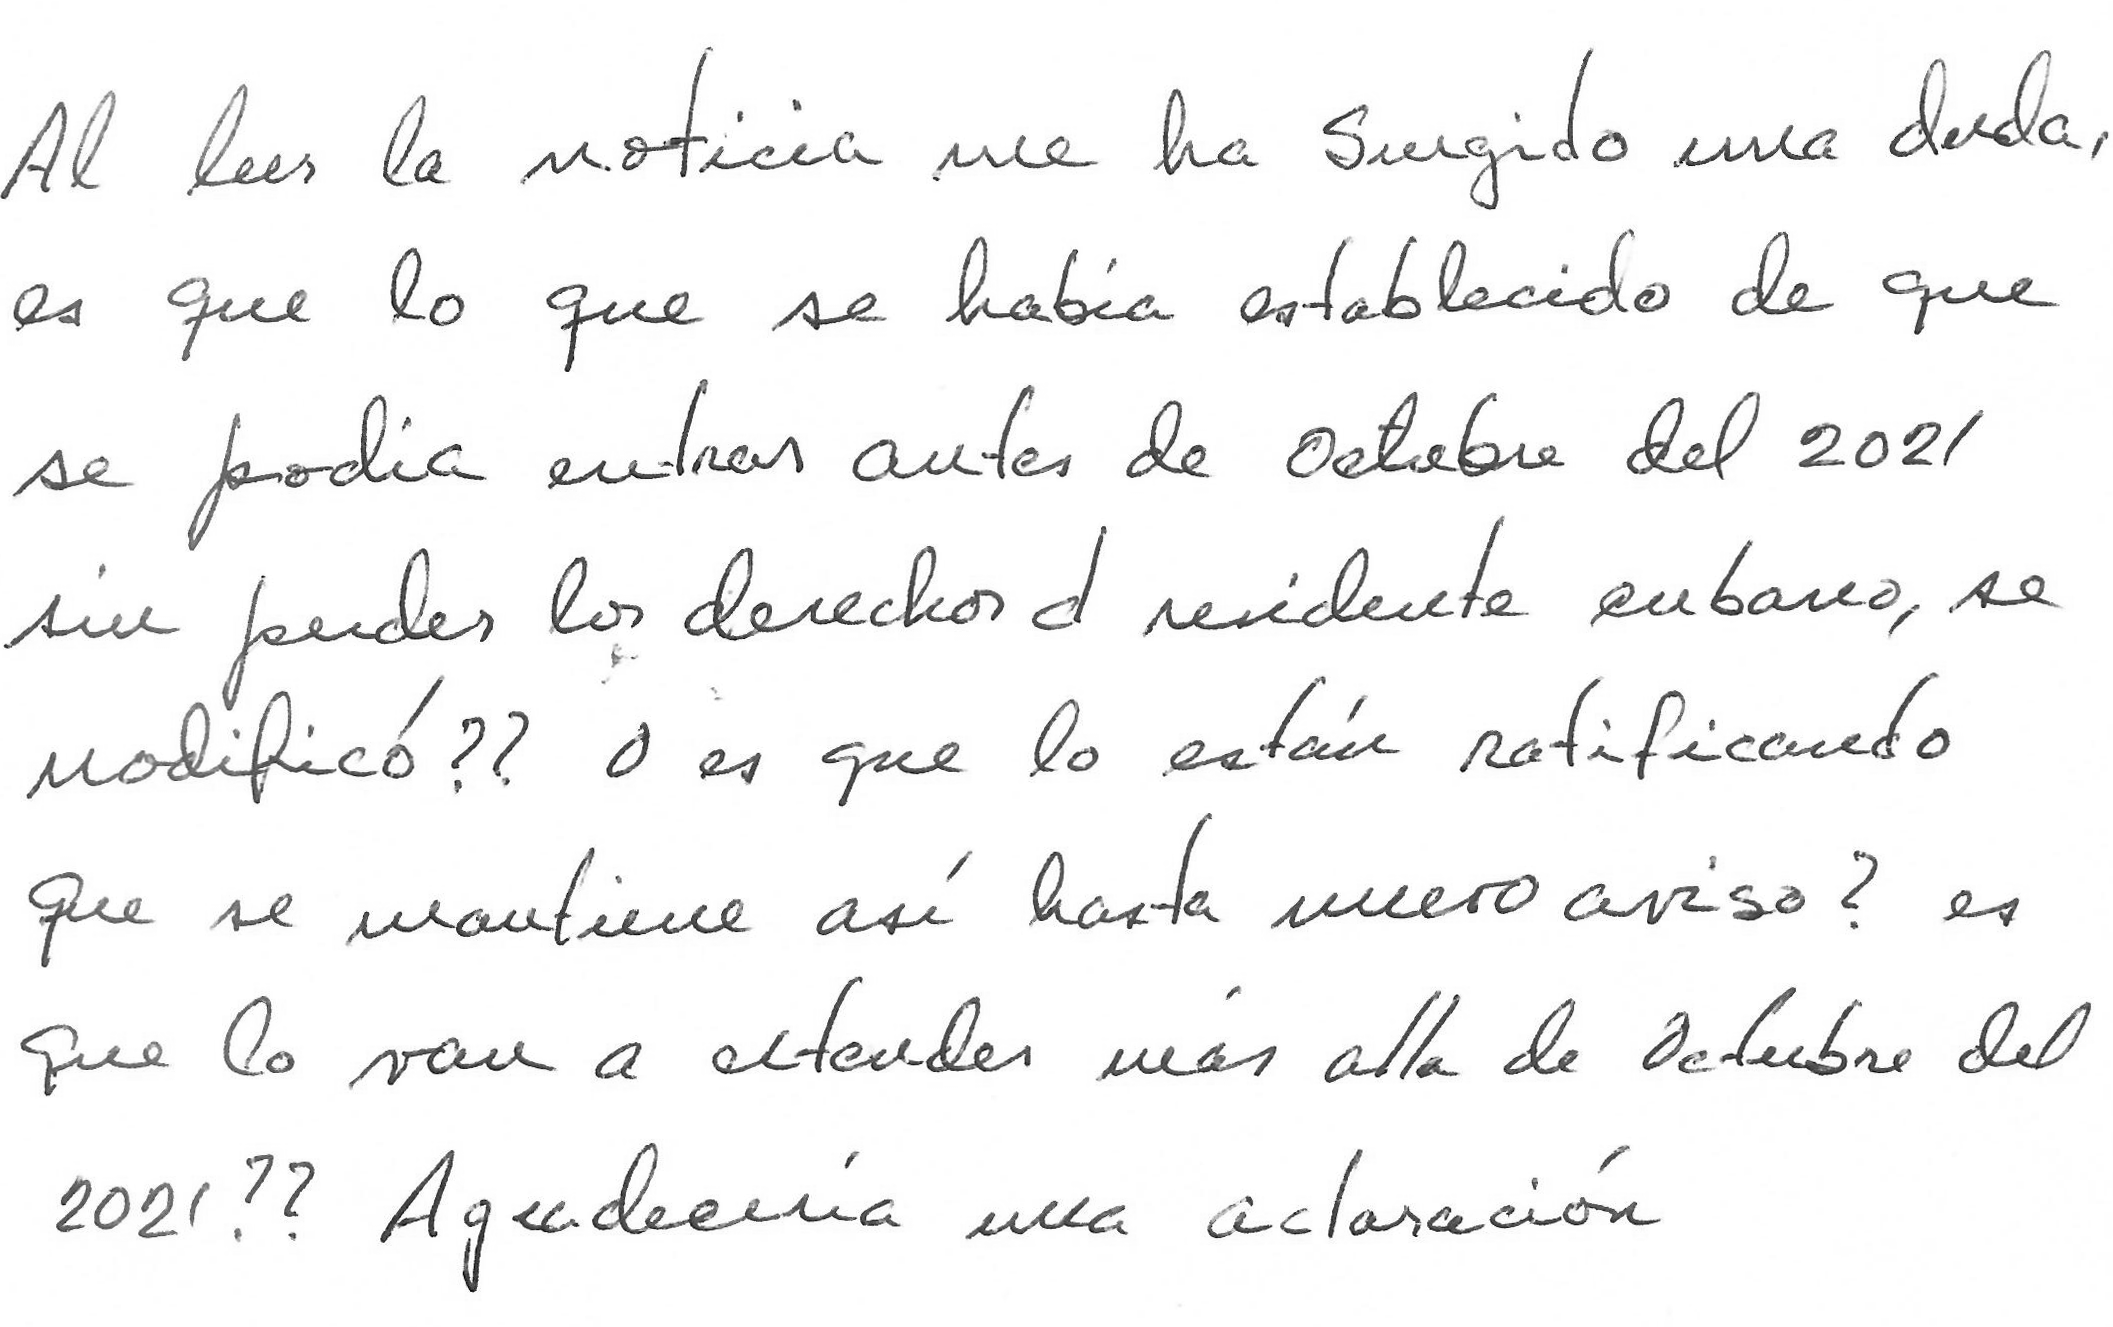 Al leer la noticia me ha Surgido una duda,
es que lo que se había establecido de que
se podía entrar antes de Octubre del 2021
sin perder los derechos d residente cubano, se
modificó?? O es que lo están ratificando
que se mantiene así hasta nuevo aviso? es
que lo van a extender más alla de Octubre del
2021?? Agradecería una aclaración